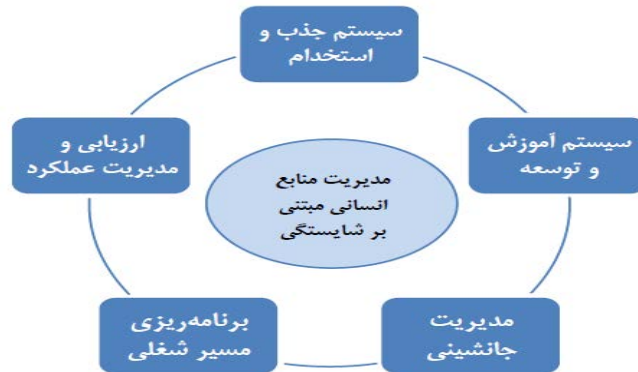 سیستم جذب و
استخدام
سیستم آموزش
و توسعه
مدیریت
جانشینی
برنامه‌ریزی
مسیر شغلی
ارزیابی و
مدیریت عملکرد
مدیریت منابع
انسانی مبتنی
بر شایستگی